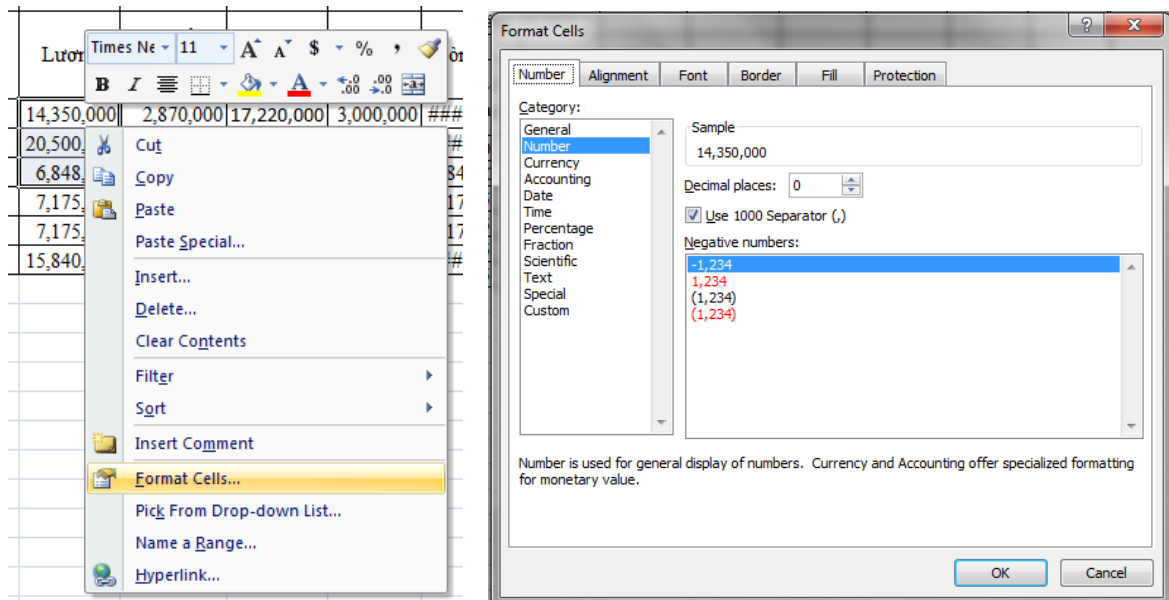 Lươn
Times Ne 11 A A $ % ,
B I A .00 .00 a
14,350,000 2,870,000 17,220,000 3,000,000 ###
20,500,
6,848, 84
7,175, 17
7,175, 17
15,840,
Cut
Copy
Paste
Paste Special...
Insert...
Delete...
Clear Contents
Filter
Sort
Insert Comment
Format Cells...
Pick From Drop-down List...
Name a Range...
Hyperlink...
Format Cells
Number Alignment Font Border Fill Protection
Category:
General
Number
Currency
Accounting
Date
Time
Percentage
Fraction
Scientific
Text
Special
Custom
Sample
14,350,000
Decimal places: 0
Use 1000 Separator (,)
Negative numbers:
-1,234
1,234
(1,234)
(1,234)
Number is used for general display of numbers. Currency and Accounting offer specialized formatting
for monetary value.
OK Cancel